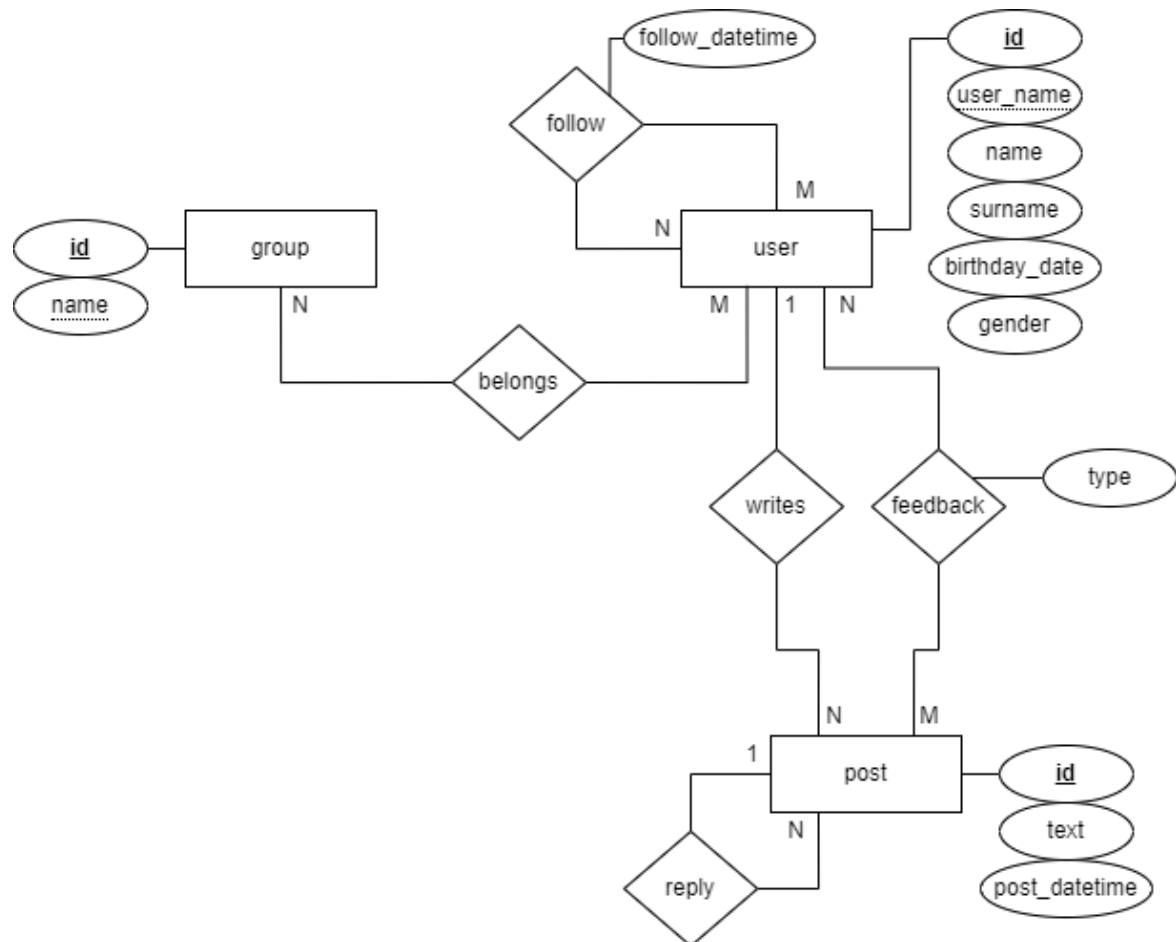 follow_datetime
id
user_name
follow
name
M
surname
id
group
N
user
birthday_date
name
N
M
1
N
gender
belongs
type
writes
feedback
N
M
1
post
id
N
text
reply
post_datetime